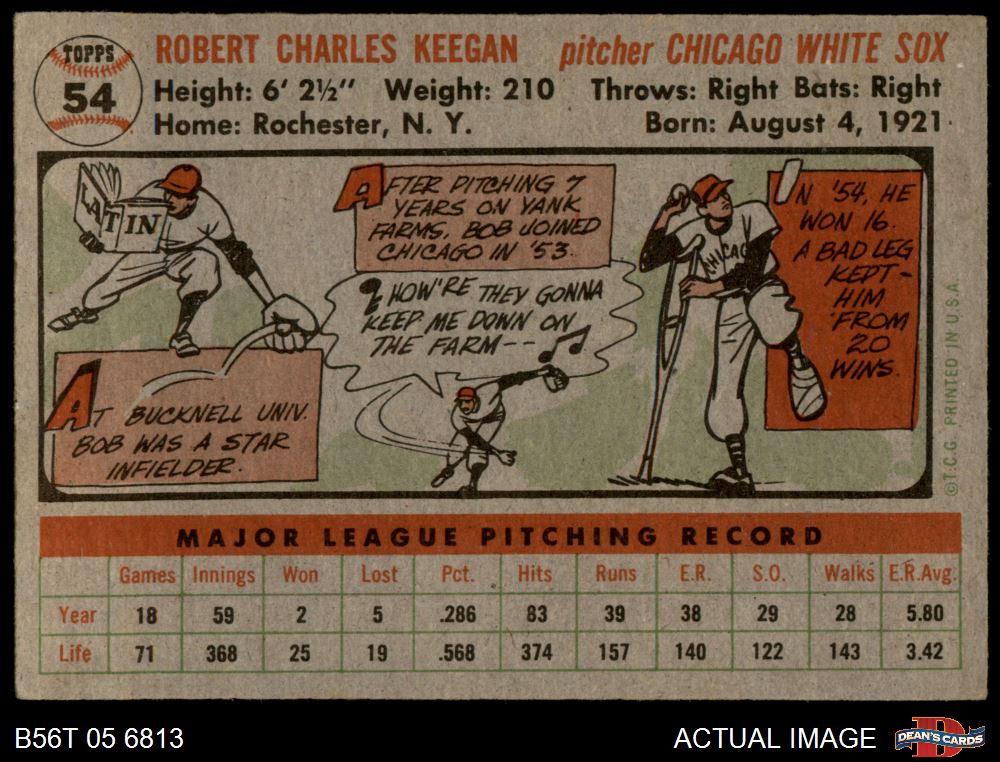 TOPPS
54
ROBERT CHARLES KEEGAN pitcher CHICAGO WHITE SOX
Height: 6' 2½" Weight: 210 Throws: Right Bats: Right
Home: Rochester, N. Y. Born: August 4, 1921
LATIN
AT BUCKNELL UNIV.
BOB WAS A STAR
INFIELDER.
AFTER PITCHING 7
YEARS ON YANK
FARMS, BOB JOINED
CHICAGO IN '53.
HOW'RE THEY GONNA
KEEP ME DOWN ON
THE FARM--
CHICAG
IN '54, HE
WON 16.
A BAD LEG
KEPT-
HIM
FROM
20
WINS.
©T.C.G. PRINTED IN U.S.A.
MAJOR LEAGUE PITCHING RECORD
Games Innings Won Lost Pct. Hits Runs E.R. S.O. Walks E.R.Avg.
Year 18 59 2 5 .286 83 39 38 29 28 5.80
Life 71 368 25 19 .568 374 157 140 122 143 3.42
B56T 05 6813 ACTUAL IMAGE
D
DEAN'S CARDS